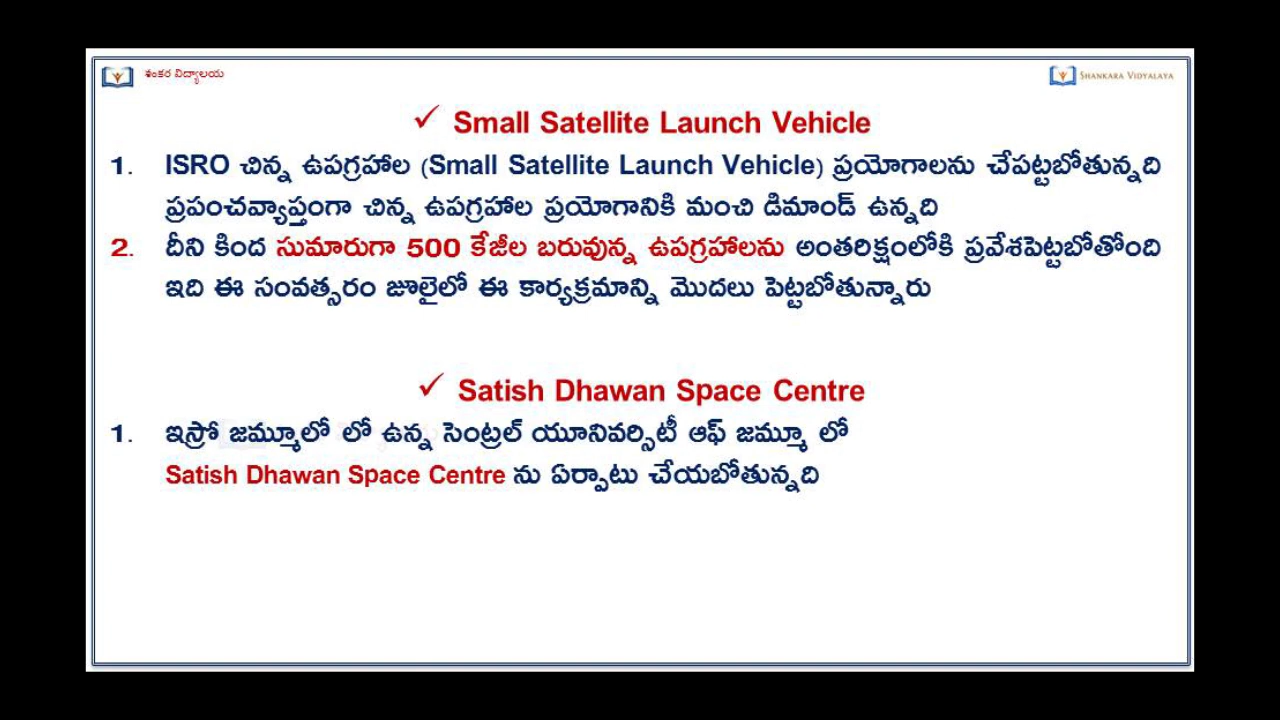 శంకర విద్యాలయ
SHANKARA VIDYALAYA
✓ Small Satellite Launch Vehicle
1. ISRO చిన్న ఉపగ్రహాల (Small Satellite Launch Vehicle) ప్రయోగాలను చేపట్టబోతున్నది
ప్రపంచవ్యాప్తంగా చిన్న ఉపగ్రహాల ప్రయోగానికి మంచి డిమాండ్ ఉన్నది
2. దీని కింద సుమారుగా 500 కేజీల బరువున్న ఉపగ్రహాలను అంతరిక్షంలోకి ప్రవేశపెట్టబోతోంది
ఇది ఈ సంవత్సరం జూలైలో ఈ కార్యక్రమాన్ని మొదలు పెట్టబోతున్నారు
✓ Satish Dhawan Space Centre
1. ఇస్రో జమ్మూలో లో ఉన్న సెంట్రల్ యూనివర్సిటీ ఆఫ్ జమ్మూ లో
Satish Dhawan Space Centre ను ఏర్పాటు చేయబోతున్నది